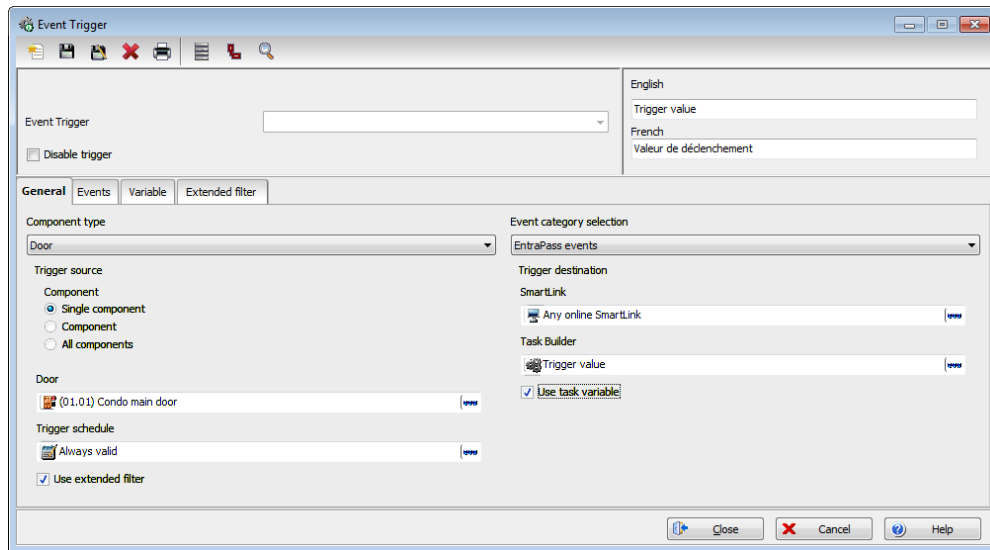 Event Trigger
English
Trigger value
Event Trigger
French
Valeur de déclenchement
Disable trigger
General Events Variable Extended filter
Component type
Door
Event category selection
EntraPass events
Trigger source
Component
Single component
Component
All components
Door
(01.01) Condo main door
Trigger schedule
Always valid
Use extended filter
Trigger destination
SmartLink
Any online SmartLink
Task Builder
Trigger value
Use task variable
Close Cancel Help